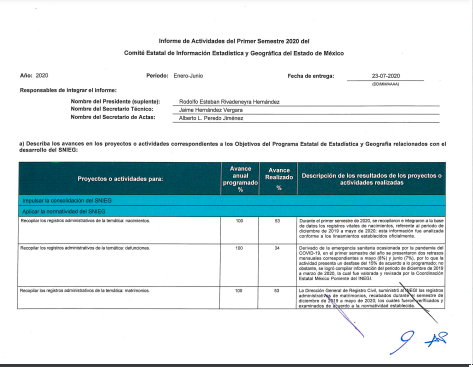 Informe de Actividades del Primer Semestre 2020 del
Comité Estatal de Información Estadística y Geográfica del Estado de México
Año: 2020 Periodo: Enero-Junio Fecha de entrega: 23-07-2020
(DD/MM/AAAA)
Responsables de integrar el informe:
Nombre del Presidente (suplente): Rodolfo Esteban Rivadeneyra Hernández
Nombre del Secretario Técnico: Jaime Hernández Vergara
Nombre del Secretario de Actas: Alberto L. Peredo Jiménez
a) Describa los avances en los proyectos o actividades correspondientes a los Objetivos del Programa Estatal de Estadística y Geografía relacionados con el
desarrollo del SNIEG:
Proyectos o actividades para:
Avance
anual
programado
%
Avance
Realizado
%
Descripción de los resultados de los proyectos o
actividades realizadas
Impulsar la consolidación del SNIEG
Aplicar la normatividad del SNIEG
Recopilar los registros administrativos de la temática: nacimientos. 100 63
Durante el primer semestre de 2020, se recopilaron e integraron a la base
de datos los registros vitales de nacimientos, referente al periodo de
diciembre de 2019 a mayo de 2020; esta información fue analizada
conforme a los lineamientos establecidos oficialmente.
Recopilar los registros administrativos de la temática: defunciones. 100 34
Derivado de la emergencia sanitaria ocasionada por la pandemia del
COVID-19, en el primer semestre del año se presentaron dos retrasos
mensuales correspondientes a mayo (8%) y junio (7%), por lo que la
actividad presenta un desfase del 10% de acuerdo a lo programado; no
obstante, se logró compilar información del periodo de diciembre de 2019
a marzo de 2020, la cual fue valorada y revisada por la Coordinación
Estatal México Poniente del INEGI.
Recopilar los registros administrativos de la temática: matrimonios. 100 63
La Dirección General de Registro Civil, suministró al INEGI los registros
administrativos de matrimonios, recabados durante el semestre de
diciembre de 2019 a mayo de 2020, los cuales fueron verificados y
examinados de acuerdo a la normatividad establecida.